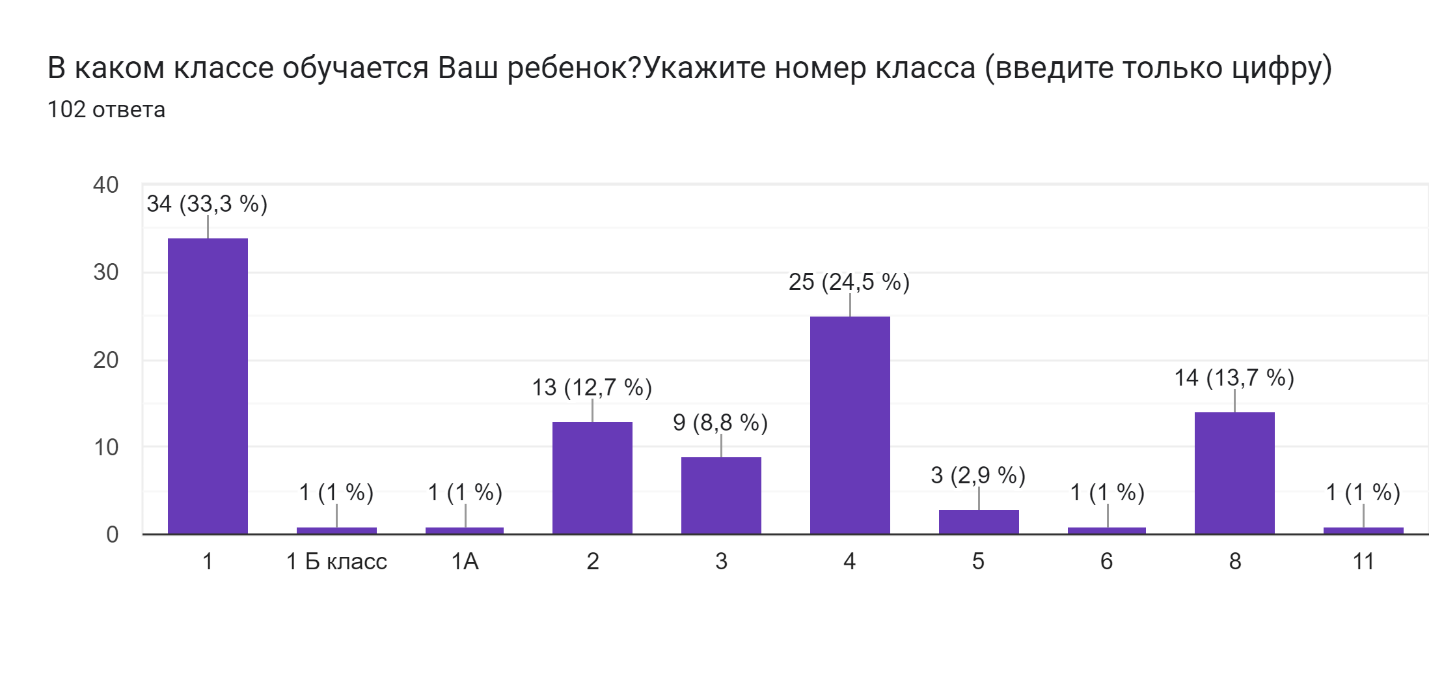 В каком классе обучается Ваш ребенок?Укажите номер класса (введите только цифру)
102 ответа
40
30
20
10
0
34 (33,3 %)
1 (1 %)
1 (1 %)
13 (12,7 %)
9 (8,8 %)
25 (24,5 %)
3 (2,9 %)
1 (1 %)
14 (13,7 %)
1 (1 %)
1
1 Б класс
1А
2
3
4
5
6
8
11